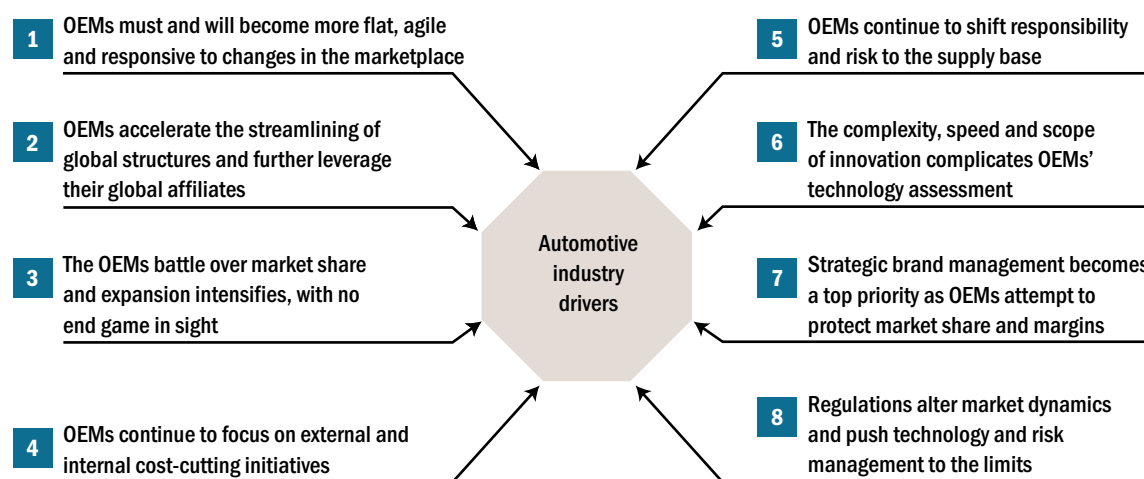 1
OEMs must and will become more flat, agile
and responsive to changes in the marketplace
2
OEMs accelerate the streamlining of
global structures and further leverage
their global affiliates
3
The OEMs battle over market share
and expansion intensifies, with no
end game in sight
4
OEMs continue to focus on external and
internal cost-cutting initiatives
Automotive
industry
drivers
5
OEMs continue to shift responsibility
and risk to the supply base
6
The complexity, speed and scope
of innovation complicates OEMs’
technology assessment
7
Strategic brand management becomes
a top priority as OEMs attempt to
protect market share and margins
8
Regulations alter market dynamics
and push technology and risk
management to the limits